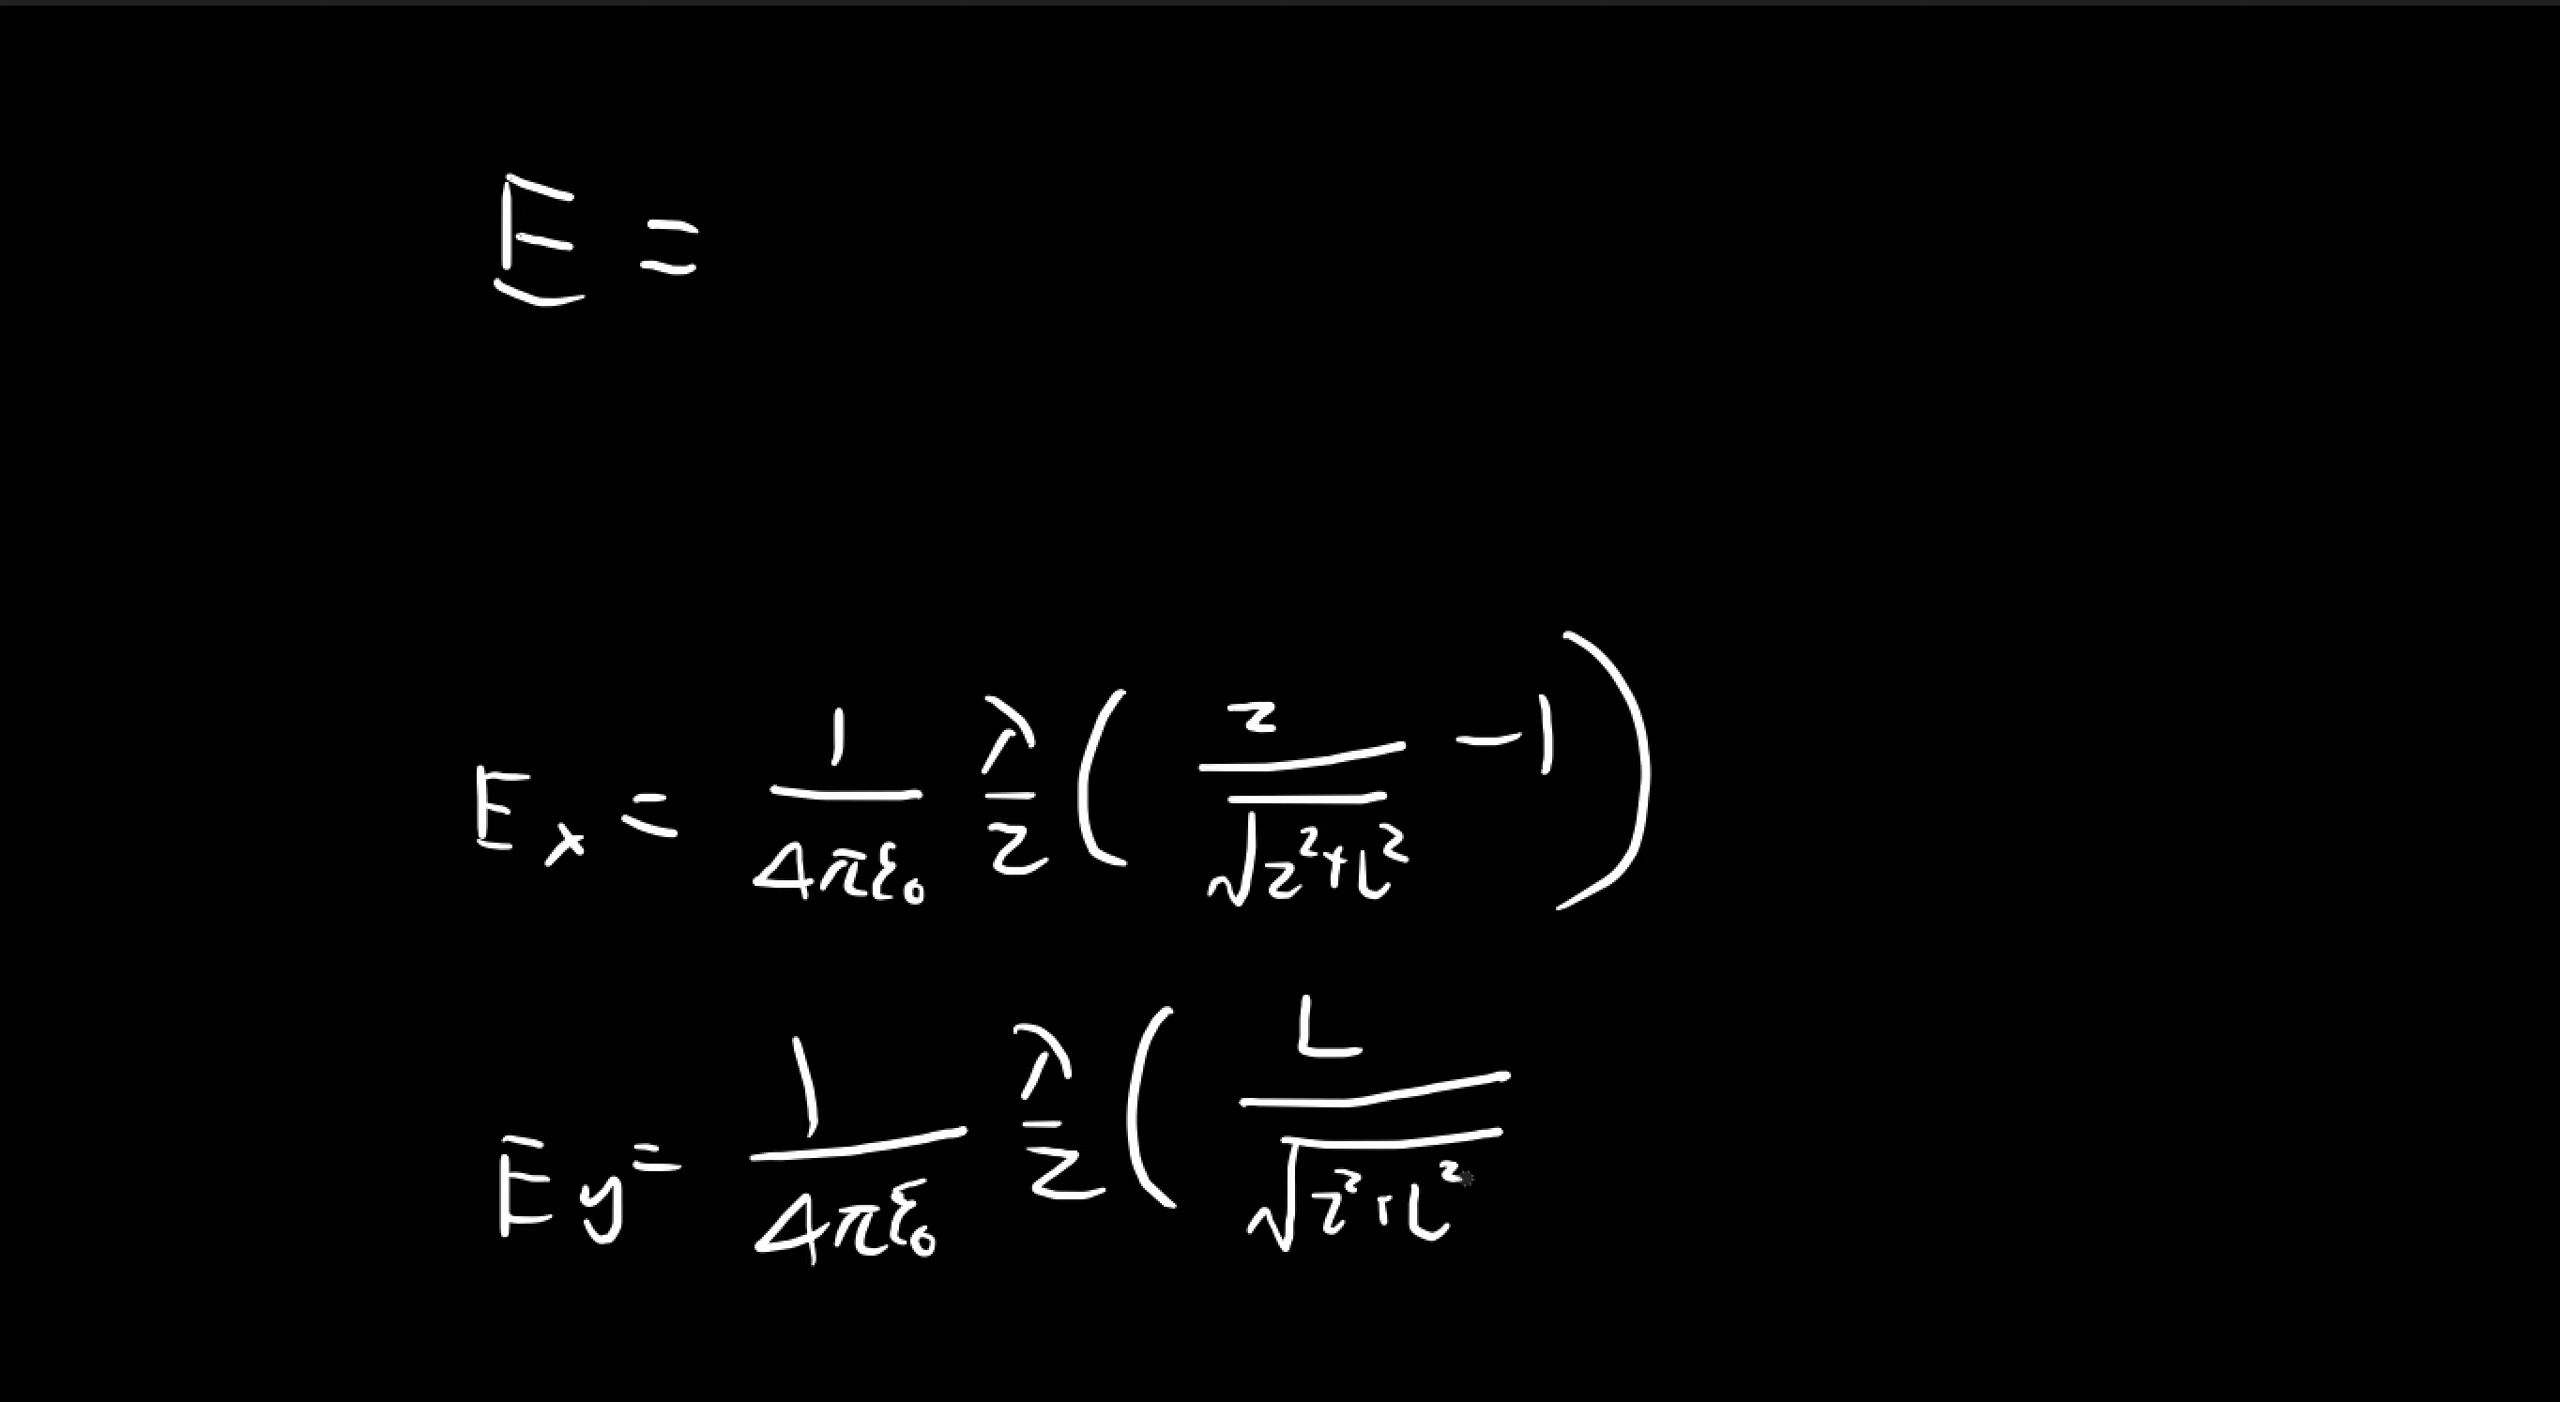 E =
Ex = 1/4πε₀ λ/z ( z/√z²+L² −1 )
Ey = 1/4πε₀ λ/z ( L/√z²+L²